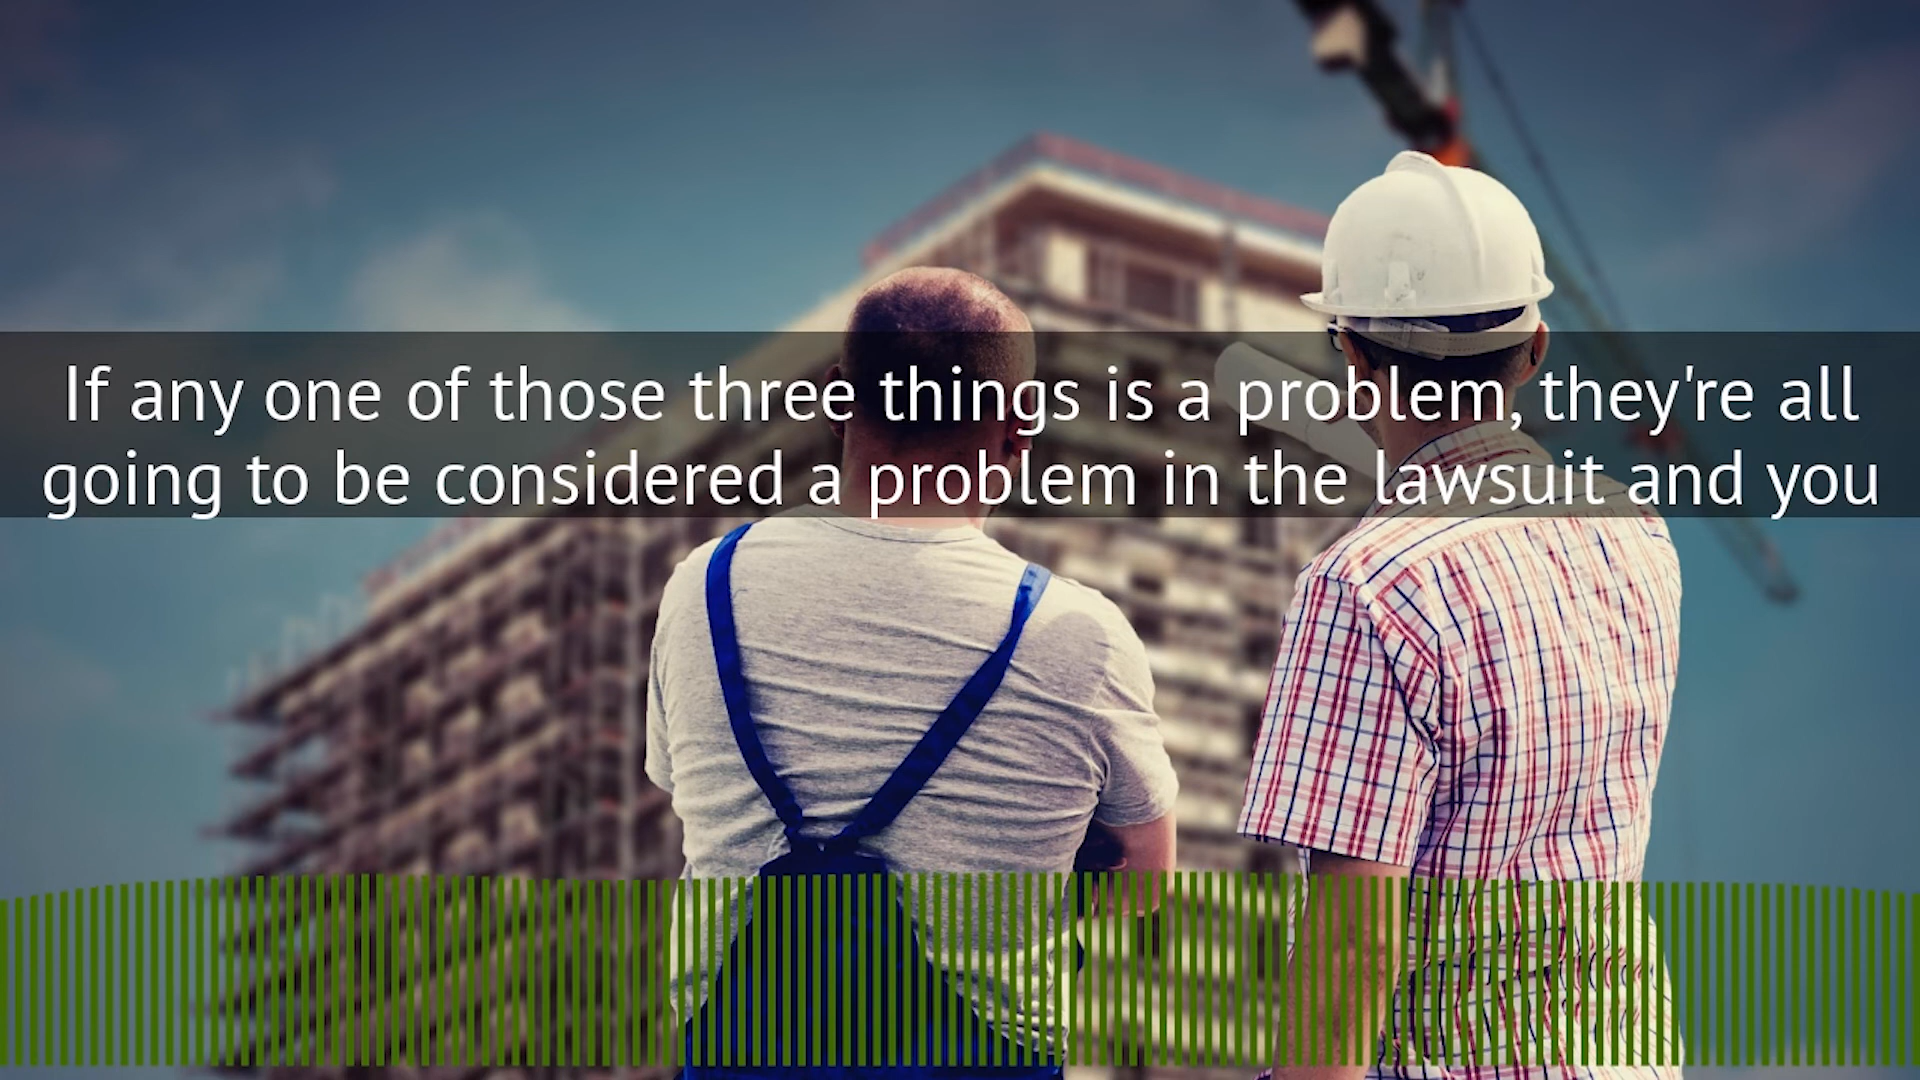 If any one of those three things is a problem, they're all
going to be considered a problem in the lawsuit and you